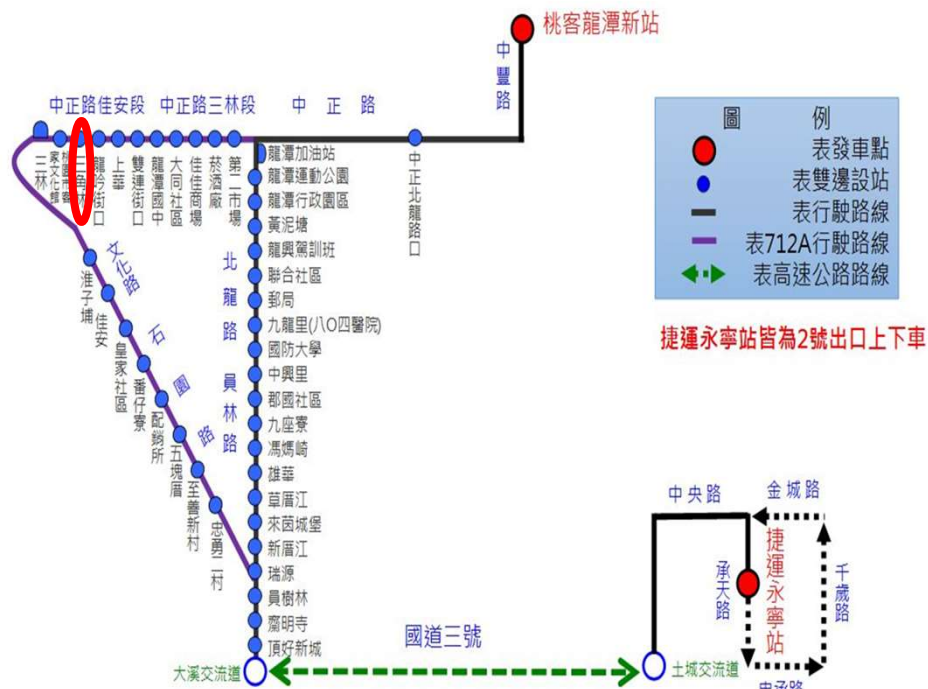 桃客龍潭新站
中豐路
中正路佳安段
中正路三林段
中正路
圖例
表發車點
表雙邊設站
表行駛路線
表712A行駛路線
表高速公路路線
捷運永寧站皆為2號出口上下車
三林
桃園市客
家文化館
三角林
龍吟街口
上華
雙連街口
龍潭國中
大同社區
佳佳商場
菸酒廠
第二市場
中正北龍路口
龍潭加油站
龍潭運動公園
龍潭行政園區
黃泥塘
龍興駕訓班
聯合社區
郵局
九龍里(八O四醫院)
國防大學
中興里
郡國社區
九座寮
馮媽崎
雄華
草厝江
來茵城堡
新厝江
瑞源
員樹林
齋明寺
頂好新城
北龍路
員林路
文化路
石園路
淮子埔
佳安
皇家社區
番仔寮
配銷所
五塊厝
至善新村
忠勇二村
大溪交流道
國道三號
土城交流道
中央路
金城路
承天路
捷運永寧站
千歲路